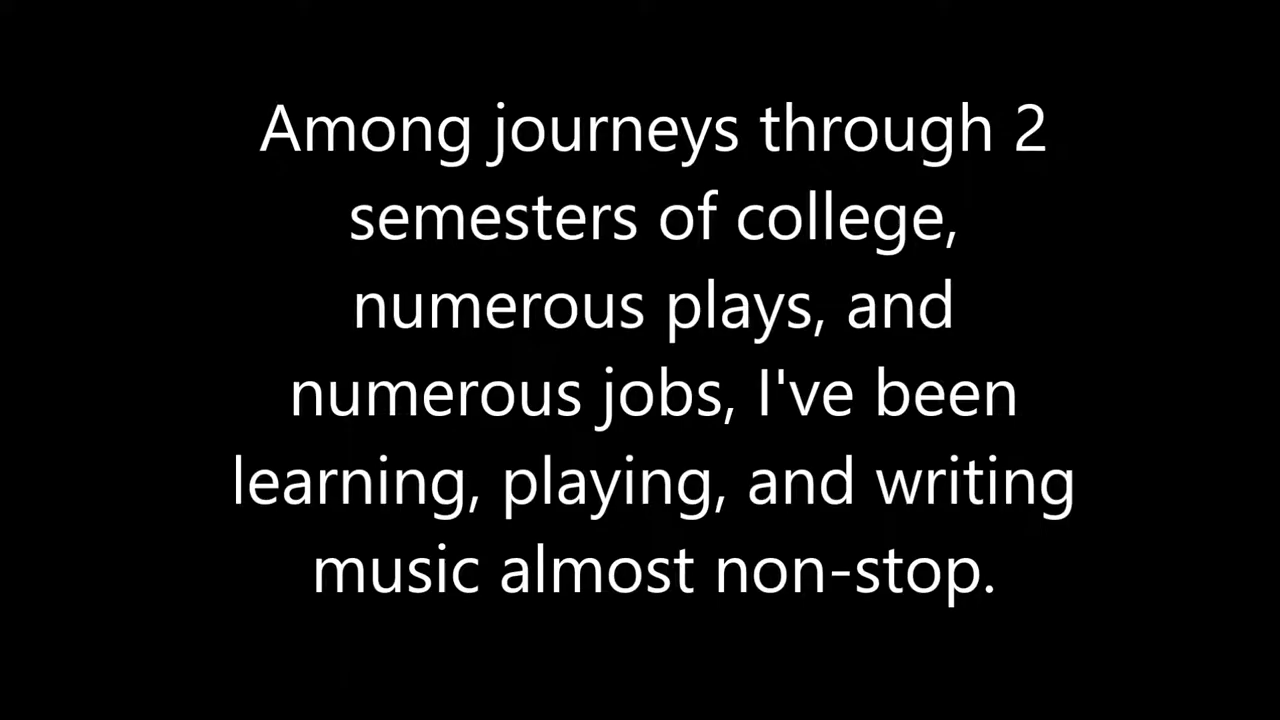 Among journeys through 2
semesters of college,
numerous plays, and
numerous jobs, I've been
learning, playing, and writing
music almost non-stop.